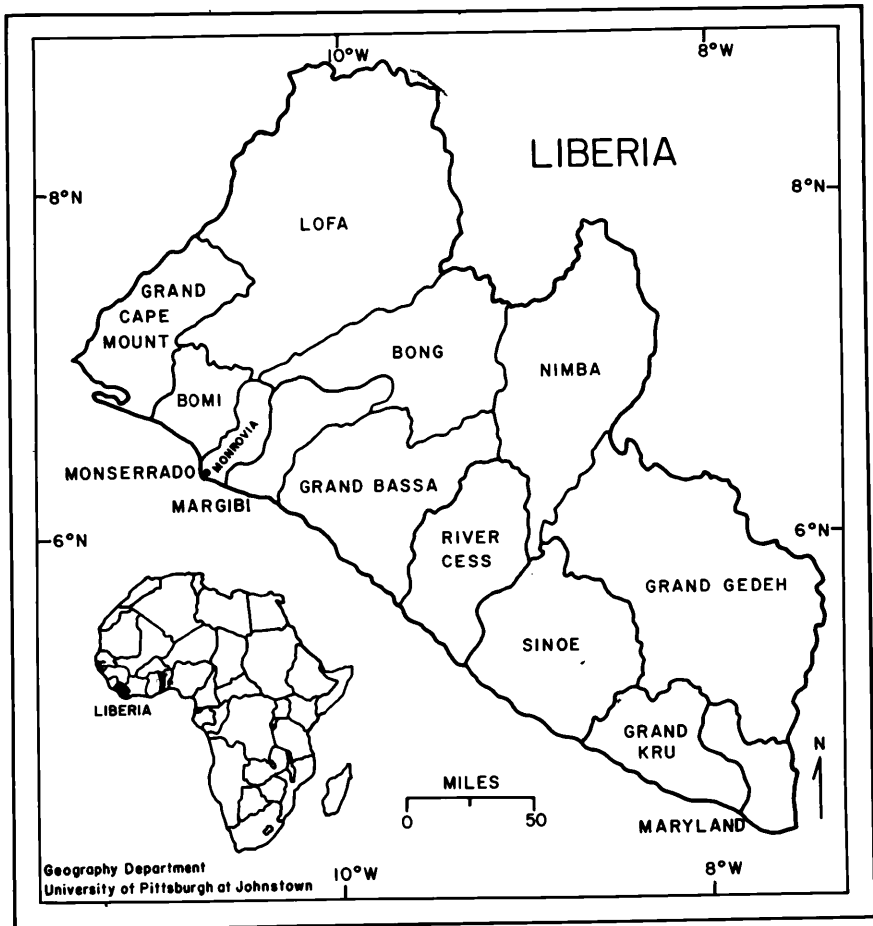 10°W
8°W
LIBERIA
8°N
8°N
LOFA
GRAND
CAPE
MOUNT
BONG
NIMBA
BOMI
MONROVIA
MONSERRADO
GRAND BASSA
MARGIBI
6°N
6°N
RIVER
CESS
GRAND GEDEH
SINOE
LIBERIA
GRAND
KRU
N
MILES
0
50
MARYLAND
Geography Department
University of Pittsburgh at Johnstown
10°W
8°W